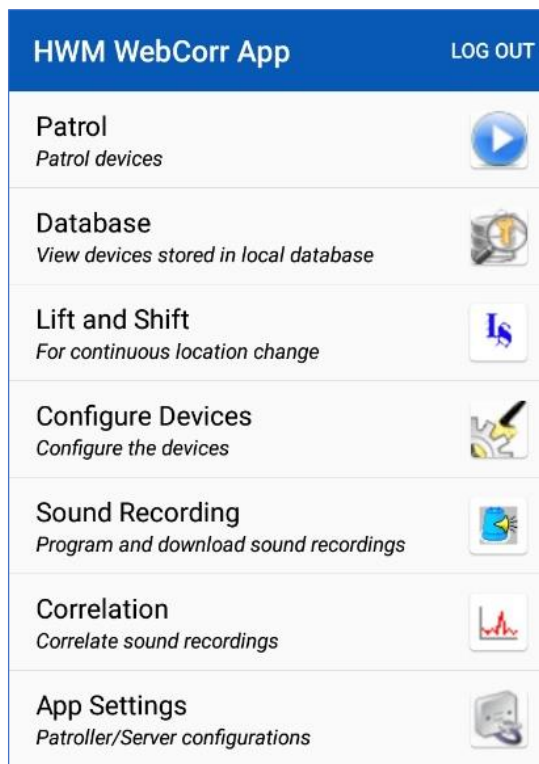 HWM WebCorr App LOG OUT
Patrol
Patrol devices
Database
View devices stored in local database
Lift and Shift
For continuous location change
LS
Configure Devices
Configure the devices
Sound Recording
Program and download sound recordings
Correlation
Correlate sound recordings
App Settings
Patroller/Server configurations